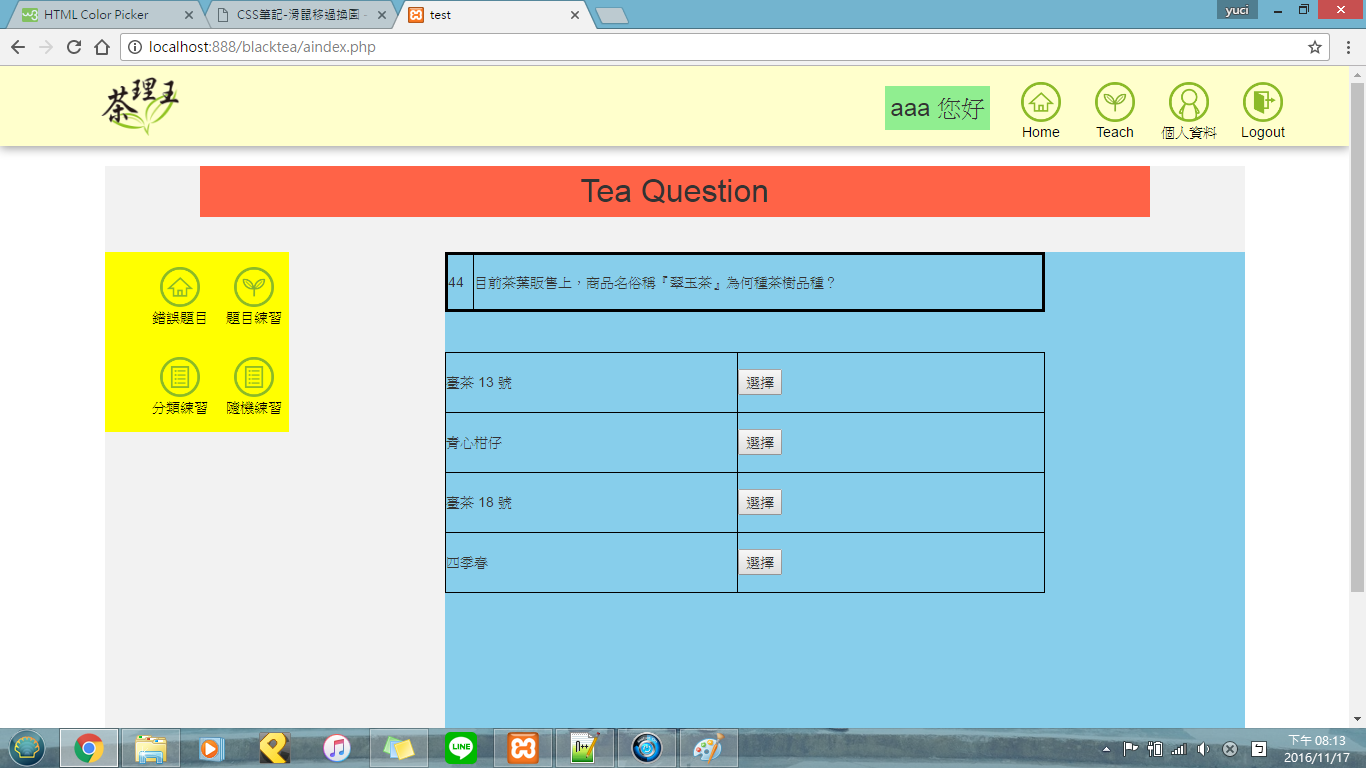 HTML Color Picker
CSS筆記-滑鼠移過換圖 -
test
yuci
localhost:888/blacktea/aindex.php
茶理王
aaa 您好
Home
Teach
個人資料
Logout
Tea Question
錯誤題目
題目練習
分類練習
隨機練習
44
目前茶葉販售上，商品名俗稱『翠玉茶』為何種茶樹品種？
臺茶 13 號
選擇
青心柑仔
選擇
臺茶 18 號
選擇
四季春
選擇
LINE
下午 08:13
2016/11/17